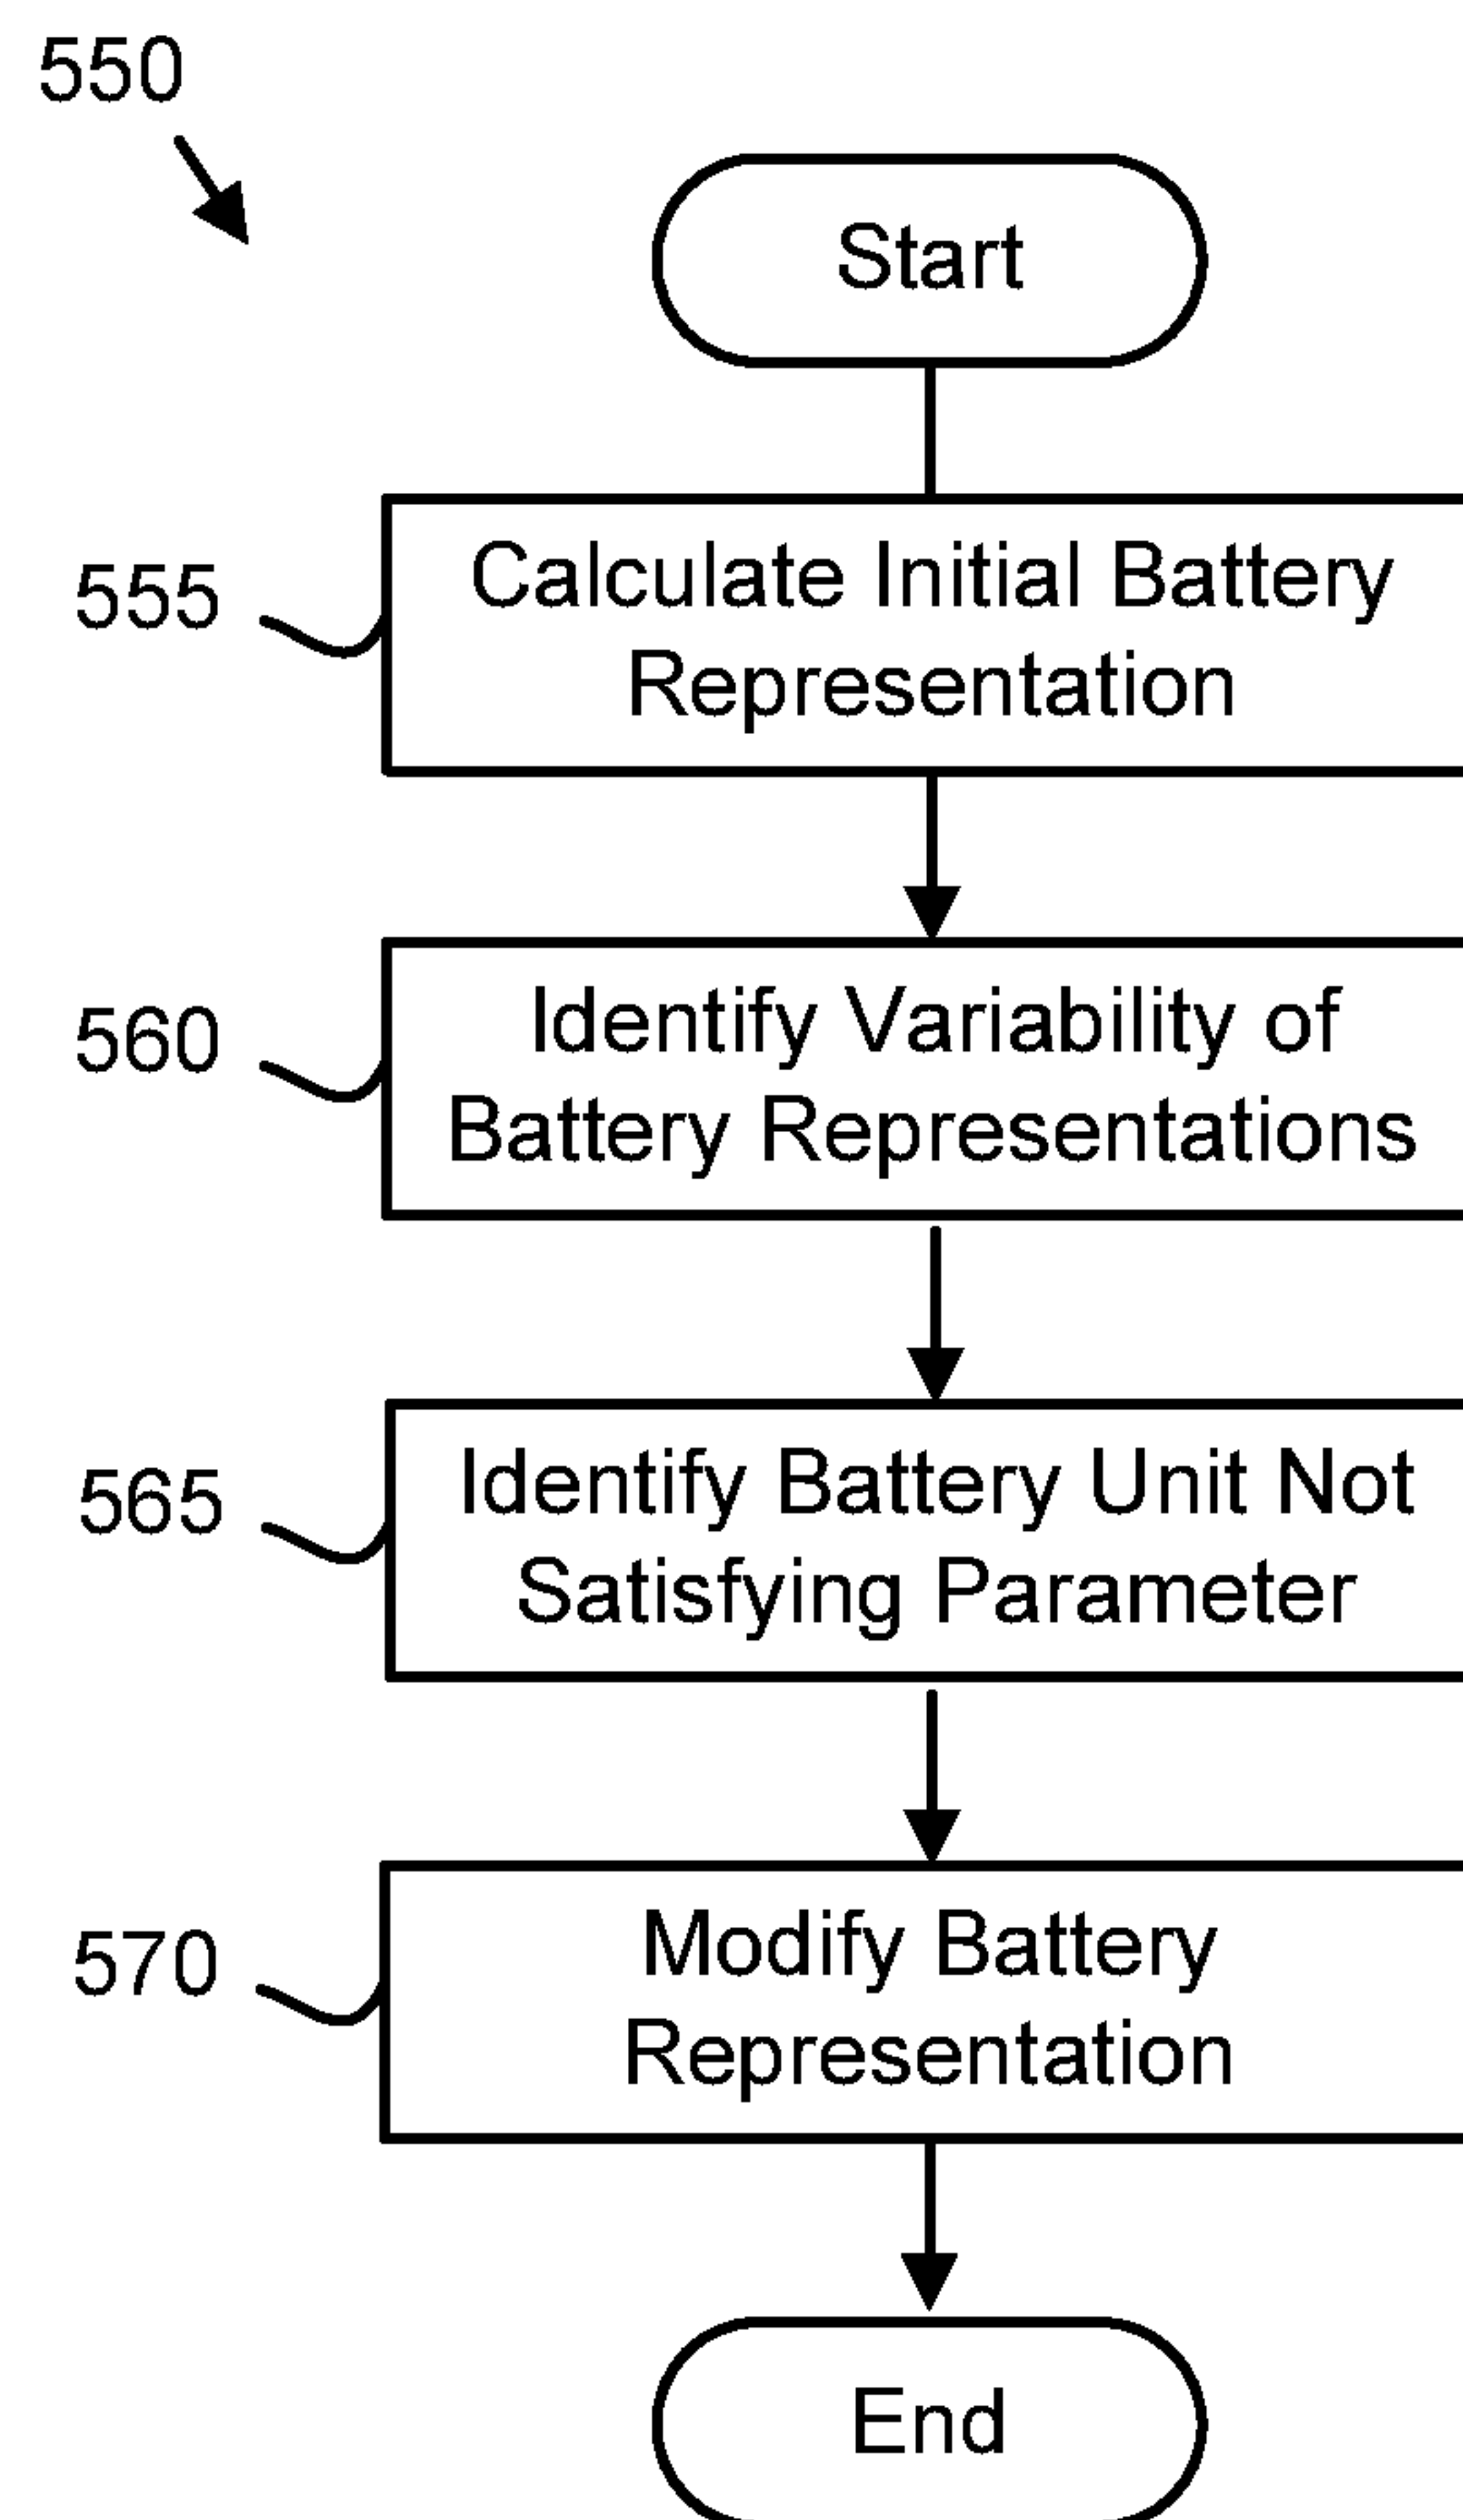 550
Start
555
Calculate Initial Battery
Representation
560
Identify Variability of
Battery Representations
565
Identify Battery Unit Not
Satisfying Parameter
570
Modify Battery
Representation
End